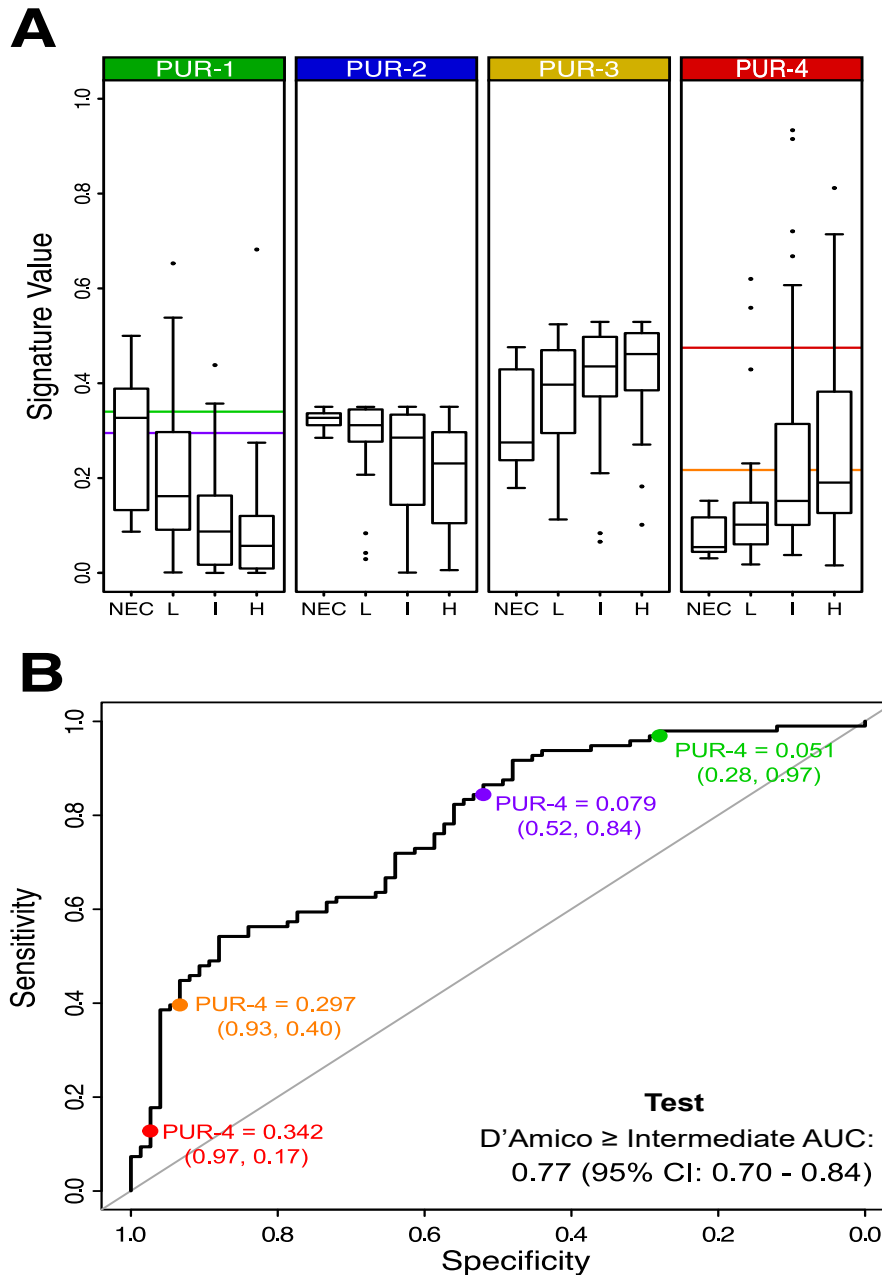 A
PUR-1 PUR-2 PUR-3 PUR-4
Signature Value
1.0
0.8
0.6
0.4
0.2
0.0
NEC L I H NEC L I H NEC L I H NEC L I H
B
Sensitivity
1.0
0.8
0.6
0.4
0.2
0.0
PUR-4 = 0.051
(0.28, 0.97)
PUR-4 = 0.079
(0.52, 0.84)
PUR-4 = 0.297
(0.93, 0.40)
PUR-4 = 0.342
(0.97, 0.17)
Test
D'Amico ≥ Intermediate AUC:
0.77 (95% CI: 0.70 - 0.84)
1.0 0.8 0.6 0.4 0.2 0.0
Specificity